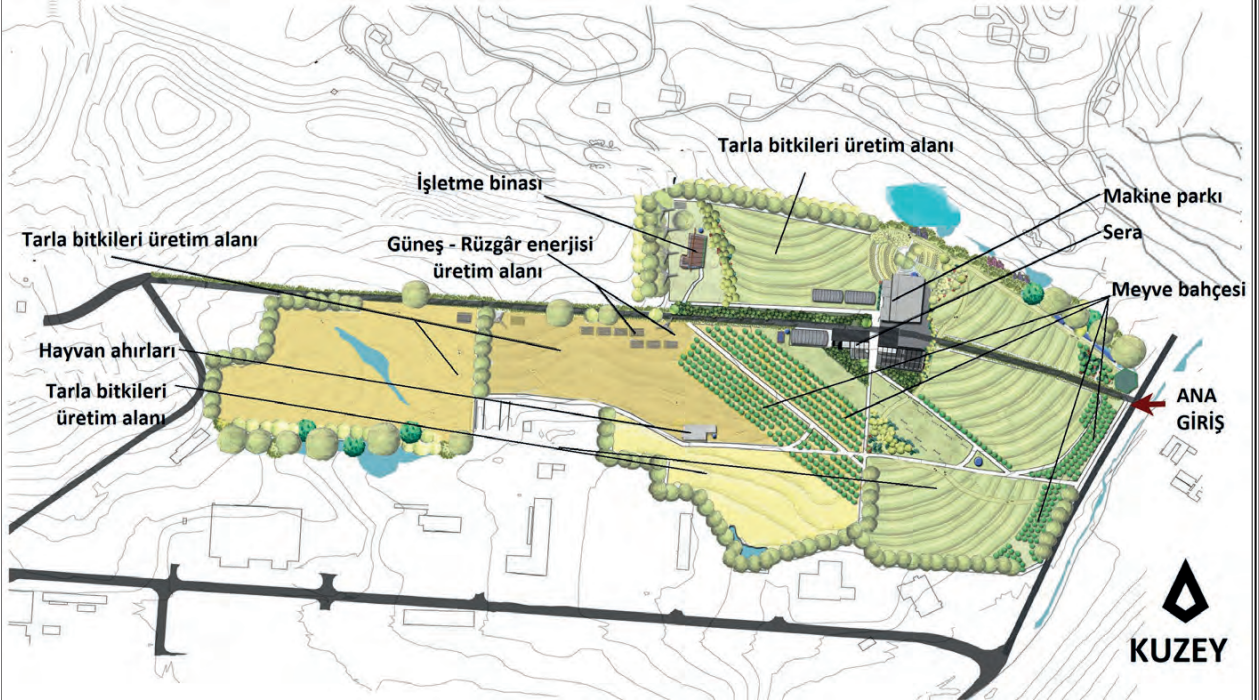 Tarla bitkileri üretim alanı
İşletme binası
Makine parkı
Sera
Tarla bitkileri üretim alanı
Güneş - Rüzgâr enerjisi
üretim alanı
Meyve bahçesi
Hayvan ahırları
Tarla bitkileri
üretim alanı
ANA
GİRİŞ
KUZEY